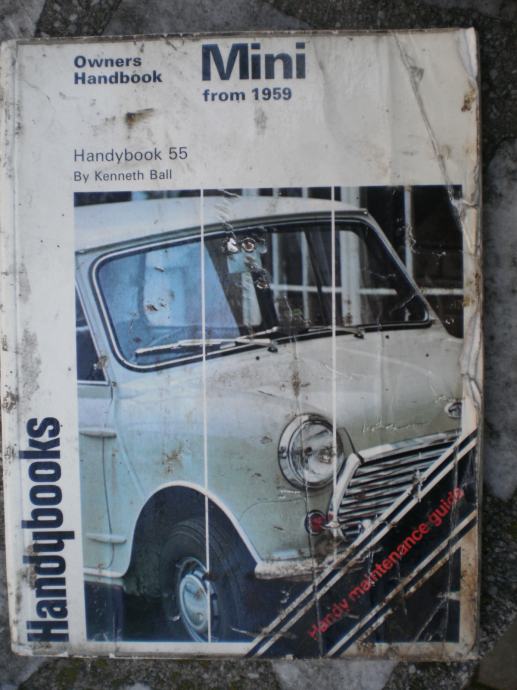 Owners
Handbook
Mini
from 1959
Handybook 55
By Kenneth Ball
Handybooks
Handy maintenance guide